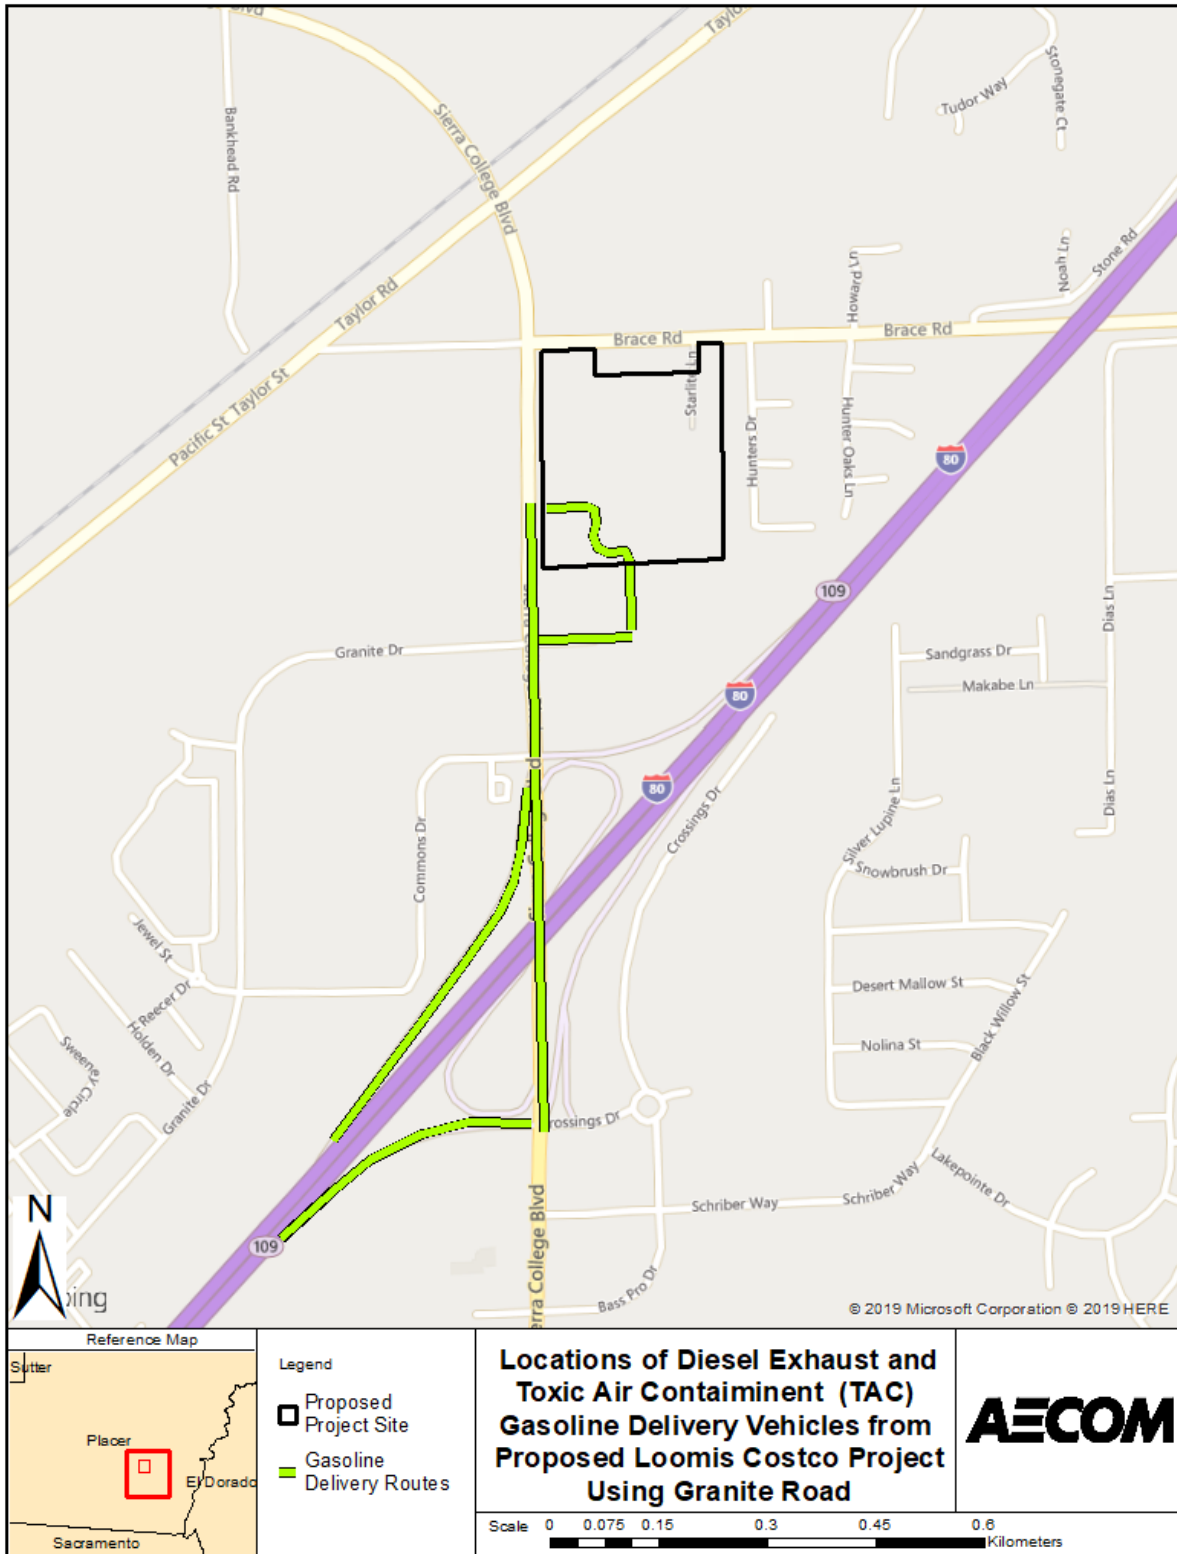 Blvd
Taylor
Bankhead Rd
Sierra College Blvd
Tudor Way
Stonegate Ct
Taylor Rd
Pacific St
Taylor St
Brace Rd
Brace Rd
Starlite Ln
Hunters Dr
Howard Ln
Hunter Oaks Ln
Noah Ln
Stone Rd
80
109
80
80
Granite Dr
Dias Ln
Sandgrass Dr
Makabe Ln
Dias Ln
Silver Lupine Ln
Snowbrush Dr
Crossings Dr
Commons Dr
Jewel St
Reecer Dr
Holden Dr
Sweeney Circle
Granite Dr
Desert Mallow St
Nolina St
Black Willow St
rossings Dr
Schriber Way
Schriber Way
Lakepointe Dr
Bass Pro Dr
erra College Blvd
109
N
bing
© 2019 Microsoft Corporation © 2019 HERE
Reference Map
Sutter
Placer
El Dorado
Sacramento
Legend
Proposed
Project Site
Gasoline
Delivery Routes
Locations of Diesel Exhaust and
Toxic Air Contaiminent (TAC)
Gasoline Delivery Vehicles from
Proposed Loomis Costco Project
Using Granite Road
AECOM
Scale 0 0.075 0.15 0.3 0.45 0.6
Kilometers